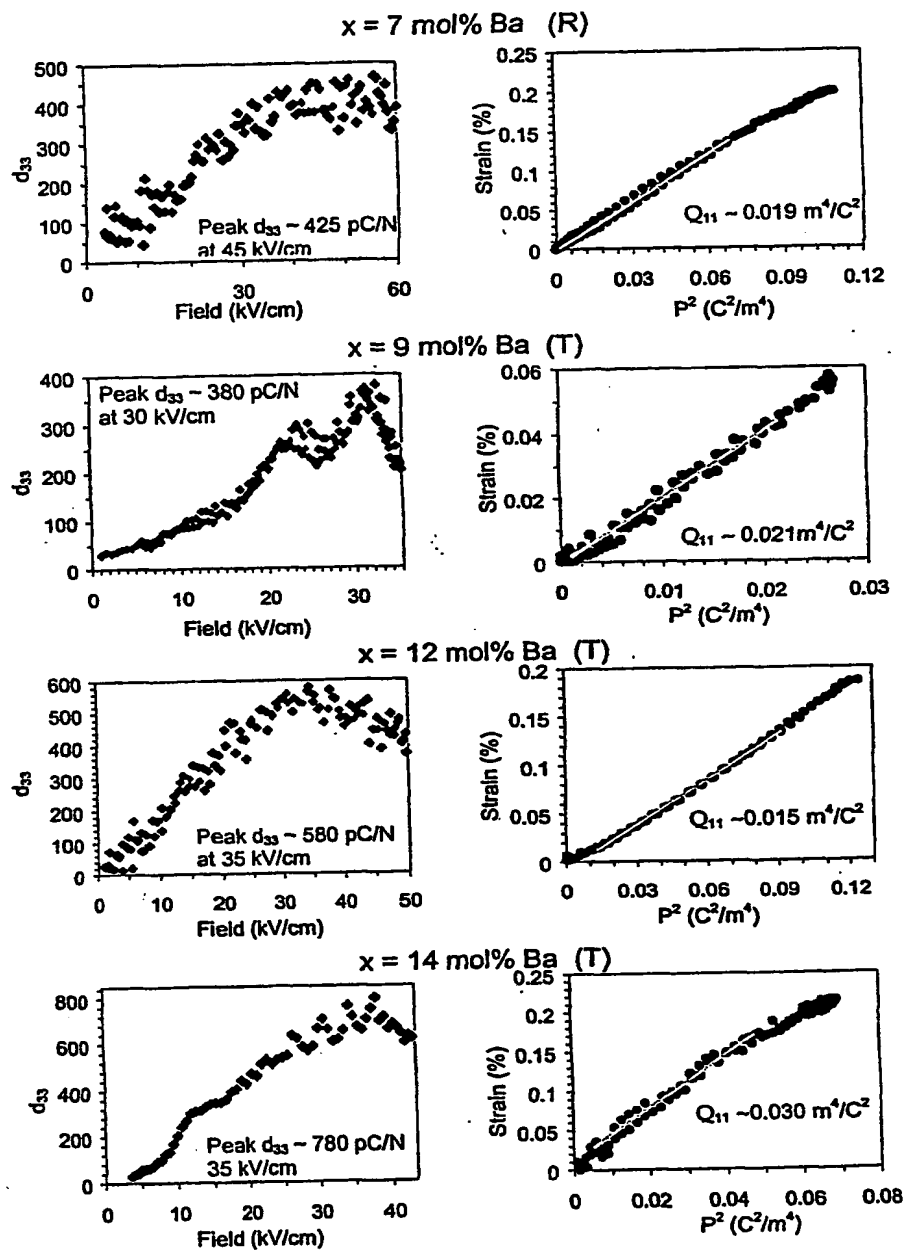 x = 7 mol% Ba (R)
500
400
300
200
100
0
d₃₃
Peak d₃₃ ~ 425 pC/N
at 45 kV/cm
0
30
60
Field (kV/cm)
0.25
0.2
0.15
0.1
0.05
0
Strain (%)
Q₁₁ ~ 0.019 m⁴/C²
0
0.03
0.06
0.09
0.12
P² (C²/m⁴)
x = 9 mol% Ba (T)
400
300
200
100
0
d₃₃
Peak d₃₃ ~ 380 pC/N
at 30 kV/cm
0
10
20
30
Field (kV/cm)
0.06
0.04
0.02
0
Strain (%)
Q₁₁ ~ 0.021m⁴/C²
0
0.01
0.02
0.03
P² (C²/m⁴)
x = 12 mol% Ba (T)
600
500
400
300
200
100
0
d₃₃
Peak d₃₃ ~ 580 pC/N
at 35 kV/cm
0
10
20
30
40
50
Field (kV/cm)
0.2
0.15
0.1
0.05
0
Strain (%)
Q₁₁ ~0.015 m⁴/C²
0
0.03
0.06
0.09
0.12
P² (C²/m⁴)
x = 14 mol% Ba (T)
800
600
400
200
0
d₃₃
Peak d₃₃ ~ 780 pC/N
35 kV/cm
0
10
20
30
40
Field (kV/cm)
0.25
0.2
0.15
0.1
0.05
0
Strain (%)
Q₁₁ ~0.030 m⁴/C²
0
0.02
0.04
0.06
0.08
P² (C²/m⁴)